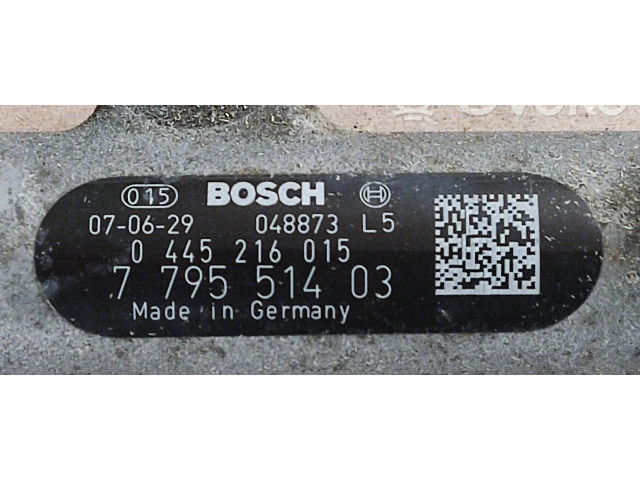 015 BOSCH
07-06-29 048873 L5
0 445 216 015
7 795 514 03
Made in Germany